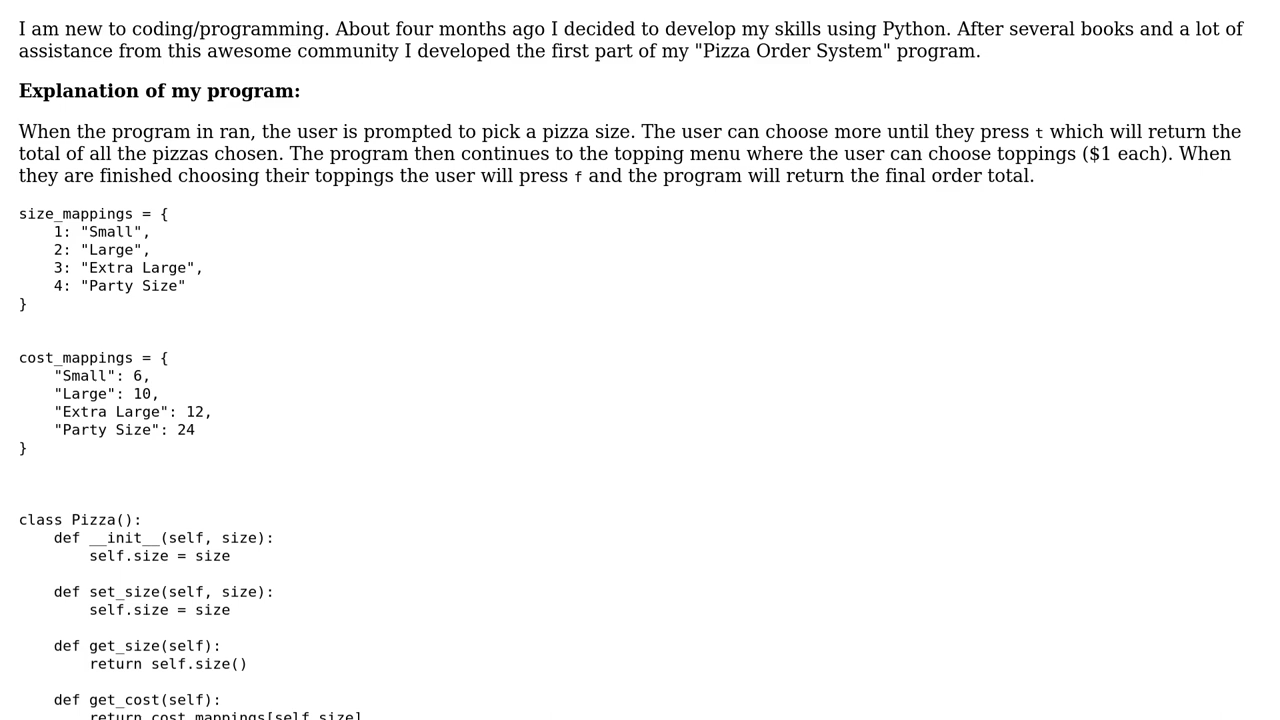 I am new to coding/programming. About four months ago I decided to develop my skills using Python. After several books and a lot of
assistance from this awesome community I developed the first part of my "Pizza Order System" program.
Explanation of my program:
When the program in ran, the user is prompted to pick a pizza size. The user can choose more until they press t which will return the
total of all the pizzas chosen. The program then continues to the topping menu where the user can choose toppings ($1 each). When
they are finished choosing their toppings the user will press f and the program will return the final order total.
size_mappings = {
    1: "Small",
    2: "Large",
    3: "Extra Large",
    4: "Party Size"
}
cost_mappings = {
    "Small": 6,
    "Large": 10,
    "Extra Large": 12,
    "Party Size": 24
}
class Pizza():
    def __init__(self, size):
        self.size = size
    def set_size(self, size):
        self.size = size
    def get_size(self):
        return self.size()
    def get_cost(self):
        return cost_mappings[self.size]